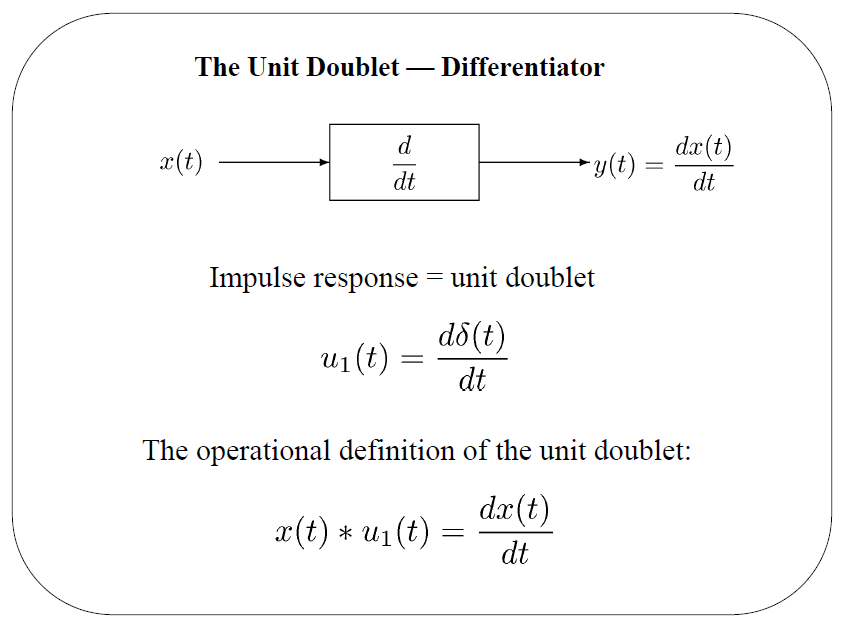 The Unit Doublet — Differentiator
x(t) d/dt y(t) = dx(t)/dt
Impulse response = unit doublet
u₁(t) = dδ(t)/dt
The operational definition of the unit doublet:
x(t) ∗ u₁(t) = dx(t)/dt